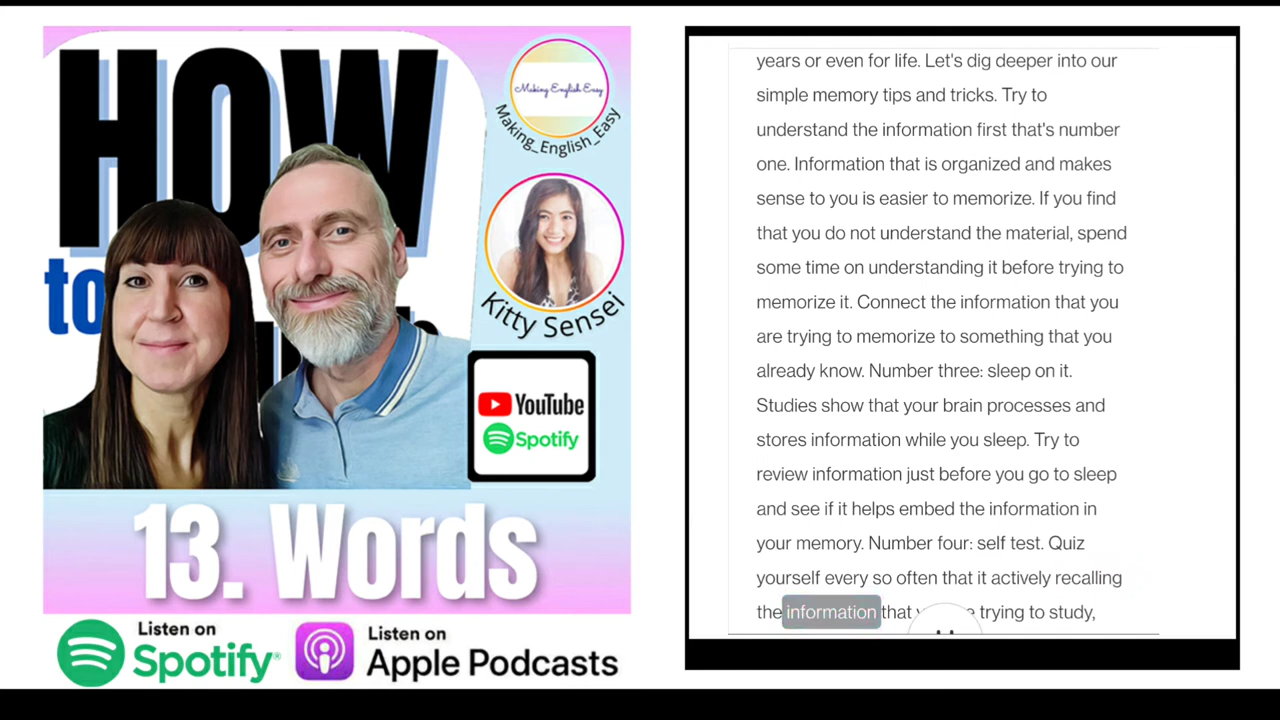 HOW
to
Making English Easy
Making_English_Easy
Kitty Sensei
YouTube
Spotify
13. Words
Listen on
Spotify
Listen on
Apple Podcasts
years or even for life. Let's dig deeper into our
simple memory tips and tricks. Try to
understand the information first that's number
one. Information that is organized and makes
sense to you is easier to memorize. If you find
that you do not understand the material, spend
some time on understanding it before trying to
memorize it. Connect the information that you
are trying to memorize to something that you
already know. Number three: sleep on it.
Studies show that your brain processes and
stores information while you sleep. Try to
review information just before you go to sleep
and see if it helps embed the information in
your memory. Number four: self test. Quiz
yourself every so often that it actively recalling
the information that trying to study,